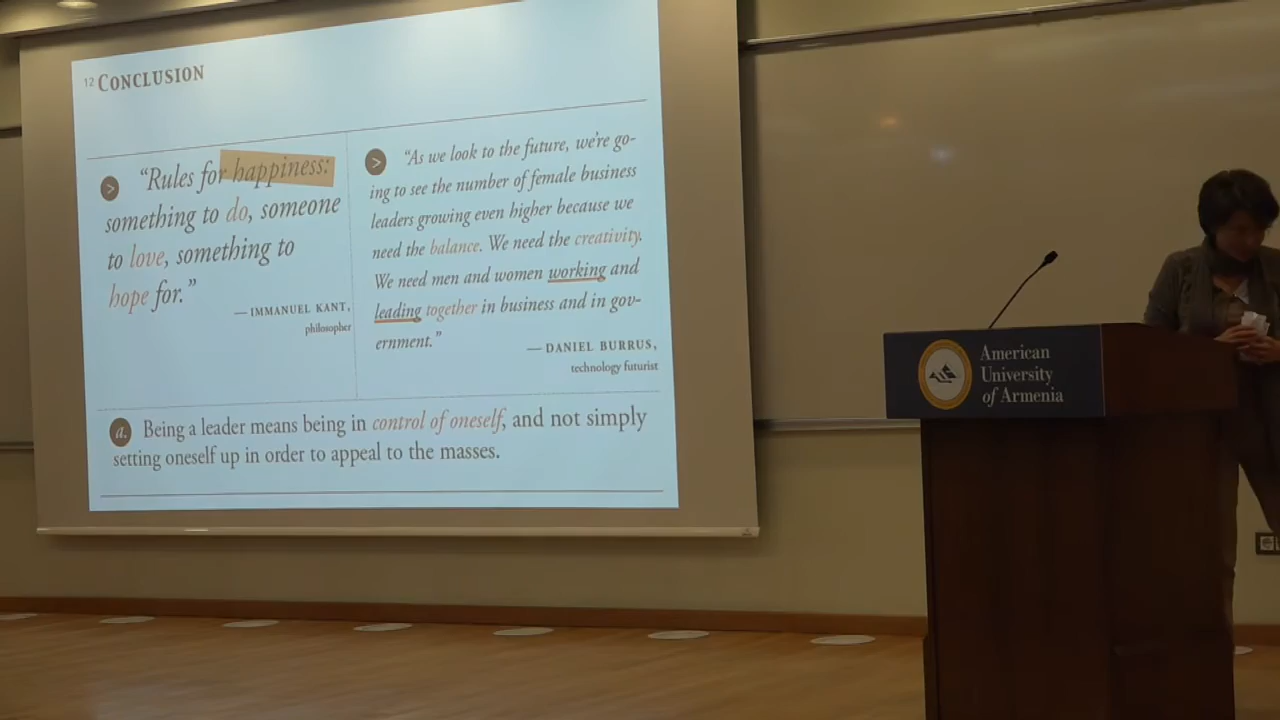 12 CONCLUSION
“Rules for happiness:
something to do, someone
to love, something to
hope for.”
— IMMANUEL KANT,
philosopher
“As we look to the future, we’re go-
ing to see the number of female business
leaders growing even higher because we
need the balance. We need the creativity.
We need men and women working and
leading together in business and in gov-
ernment.”
— DANIEL BURRUS,
technology futurist
a. Being a leader means being in control of oneself, and not simply
setting oneself up in order to appeal to the masses.
American
University
of Armenia